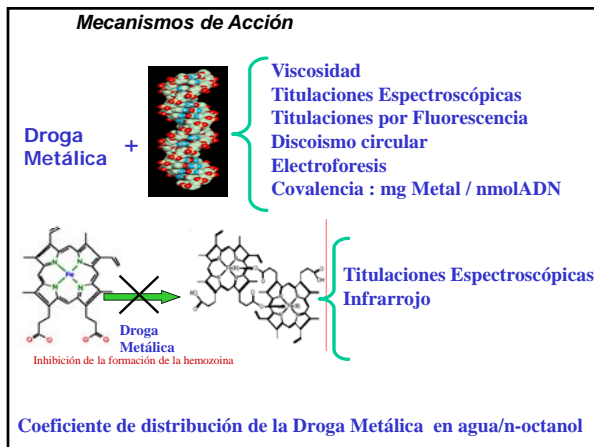 Mecanismos de Acción
Droga
Metálica
+
Viscosidad
Titulaciones Espectroscópicas
Titulaciones por Fluorescencia
Discoismo circular
Electroforesis
Covalencia : mg Metal / nmolADN
Droga
Metálica
Inhibición de la formación de la hemozoina
Titulaciones Espectroscópicas
Infrarrojo
Coeficiente de distribución de la Droga Metálica en agua/n-octanol